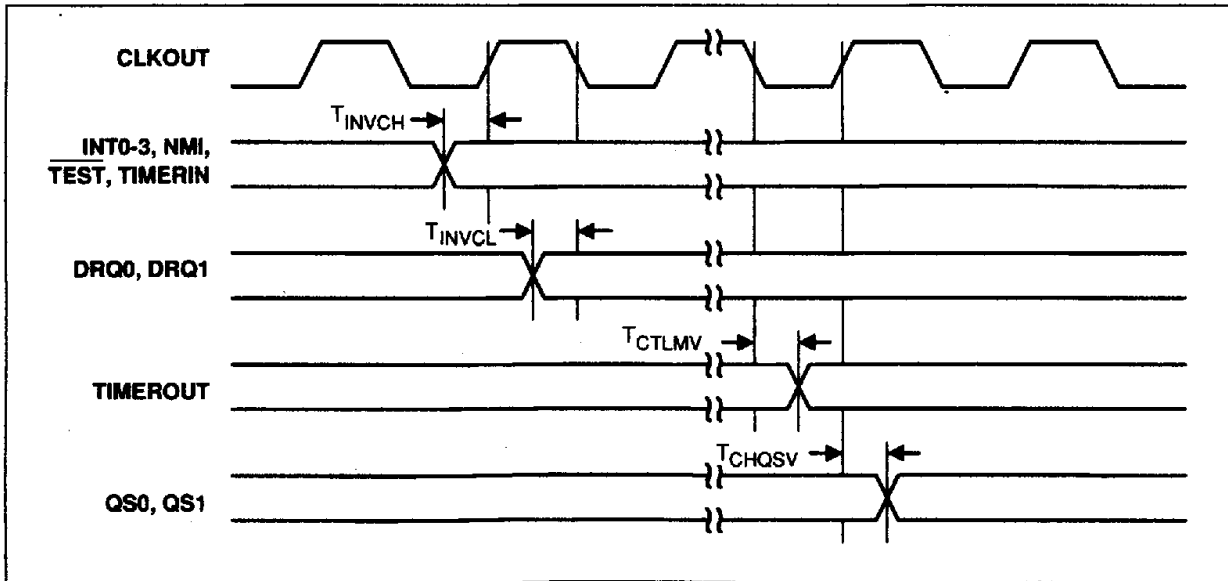 CLKOUT
T_INVCH
INT0-3, NMI,
TEST, TIMERIN
T_INVCL
DRQ0, DRQ1
T_CTLMV
TIMEROUT
T_CHQSV
QS0, QS1